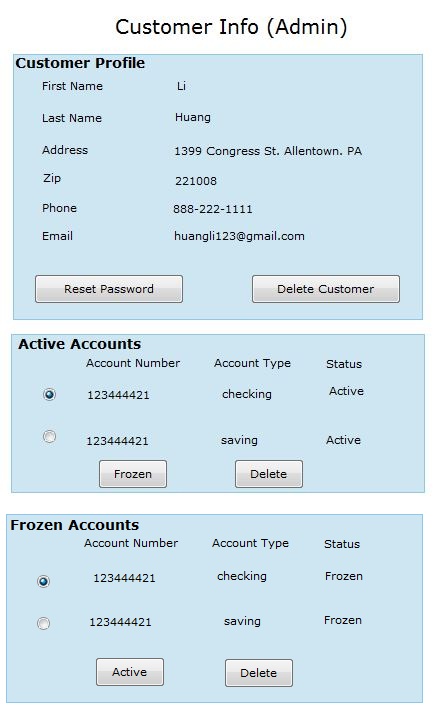 Customer Info (Admin)
Customer Profile
First Name Li
Last Name Huang
Address 1399 Congress St. Allentown. PA
Zip 221008
Phone 888-222-1111
Email huangli123@gmail.com
Reset Password Delete Customer
Active Accounts
Account Number Account Type Status
123444421 checking Active
123444421 saving Active
Frozen Delete
Frozen Accounts
Account Number Account Type Status
123444421 checking Frozen
123444421 saving Frozen
Active Delete